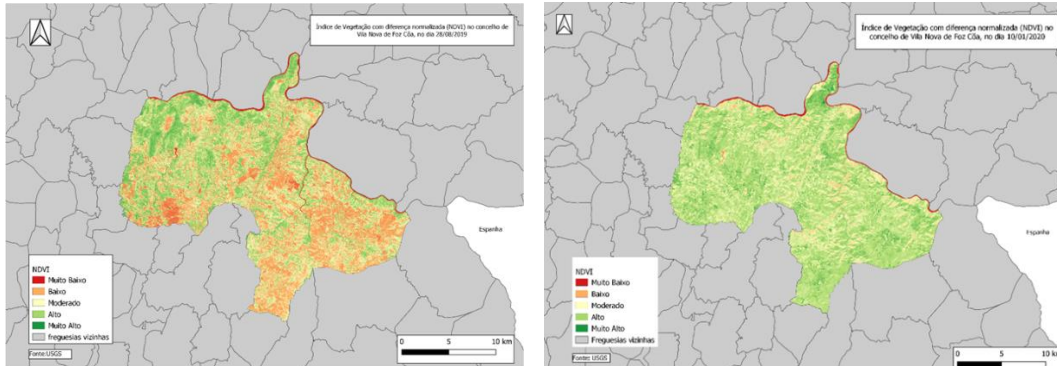 Índice de Vegetação com diferença normalizada (NDVI) no concelho de
Vila Nova de Foz Côa, no dia 28/08/2019
Espanha
NDVI
Muito Baixo
Baixo
Moderado
Alto
Muito Alto
freguesias vizinhas
Fonte: USGS
0 5 10 km
Índice de Vegetação com diferença normalizada (NDVI) no
concelho de Vila Nova de Foz Côa, no dia 10/01/2020
Espanha
NDVI
Muito Baixo
Baixo
Moderado
Alto
Muito Alto
Freguesias vizinhas
Fonte: USGS
0 5 10 km